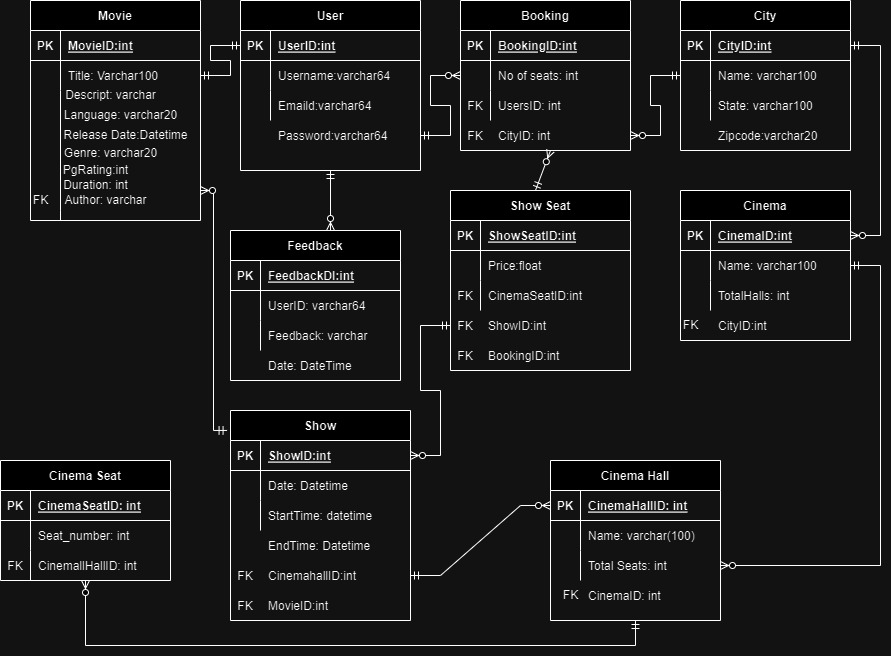 Movie
PK MovieID:int
Title: Varchar100
Descript: varchar
Language: varchar20
Release Date:Datetime
Genre: varchar20
PgRating:int
Duration: int
FK Author: varchar
User
PK UserID:int
Username:varchar64
Emaild:varchar64
Password:varchar64
Booking
PK BookingID:int
No of seats: int
FK UsersID: int
FK CityID: int
City
PK CityID:int
Name: varchar100
State: varchar100
Zipcode:varchar20
Feedback
PK FeedbackDI:int
UserID: varchar64
Feedback: varchar
Date: DateTime
Show Seat
PK ShowSeatID:int
Price:float
FK CinemaSeatID:int
FK ShowID:int
FK BookingID:int
Cinema
PK CinemaID:int
Name: varchar100
TotalHalls: int
FK CityID:int
Cinema Seat
PK CinemaSeatID: int
Seat_number: int
FK CinemallHallID: int
Show
PK ShowID:int
Date: Datetime
StartTime: datetime
EndTime: Datetime
FK CinemahallID:int
FK MovieID:int
Cinema Hall
PK CinemaHallID: int
Name: varchar(100)
Total Seats: int
FK CinemaID: int